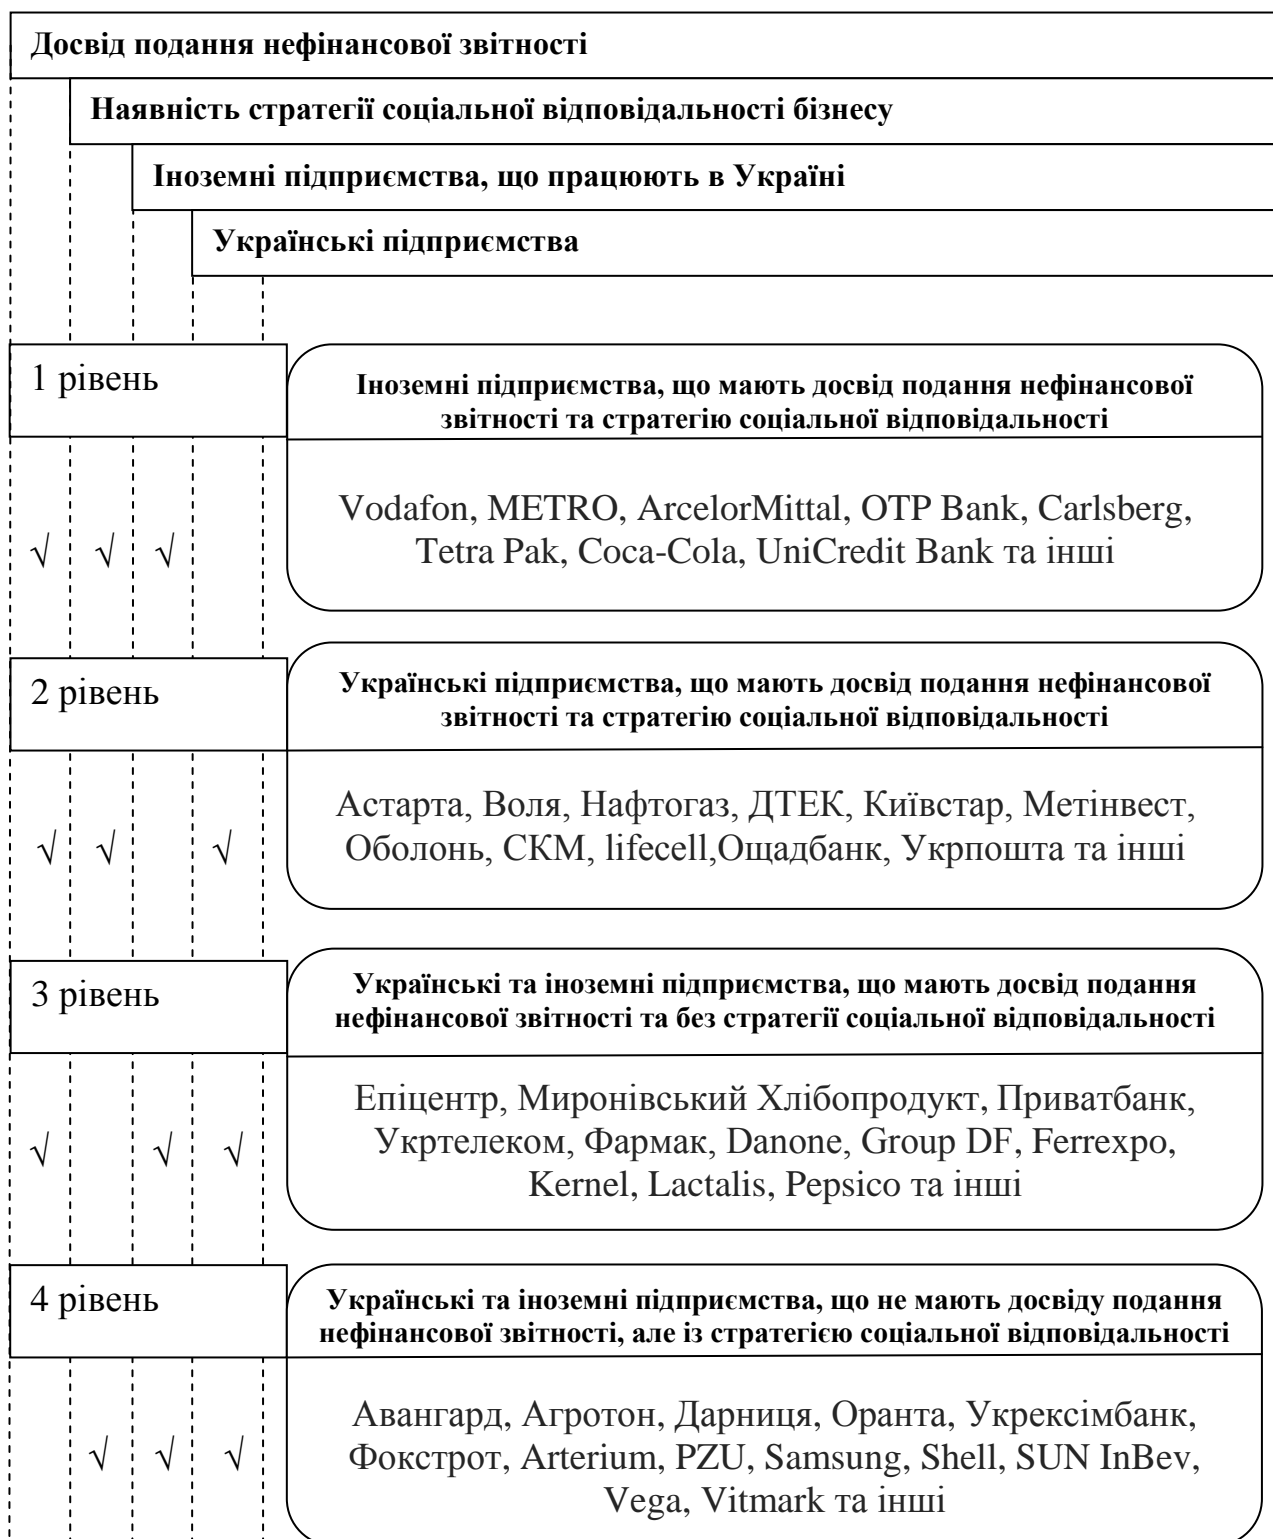 Досвід подання нефінансової звітності
Наявність стратегії соціальної відповідальності бізнесу
Іноземні підприємства, що працюють в Україні
Українські підприємства
1 рівень
Іноземні підприємства, що мають досвід подання нефінансової
звітності та стратегію соціальної відповідальності
√ √ √
Vodafon, METRO, ArcelorMittal, OTP Bank, Carlsberg,
Tetra Pak, Coca-Cola, UniCredit Bank та інші
2 рівень
Українські підприємства, що мають досвід подання нефінансової
звітності та стратегію соціальної відповідальності
√ √ √
Астарта, Воля, Нафтогаз, ДТЕК, Київстар, Метінвест,
Оболонь, СКМ, lifecell,Ощадбанк, Укрпошта та інші
3 рівень
Українські та іноземні підприємства, що мають досвід подання
нефінансової звітності та без стратегії соціальної відповідальності
√ √ √
Епіцентр, Миронівський Хлібопродукт, Приватбанк,
Укртелеком, Фармак, Danone, Group DF, Ferrexpo,
Kernel, Lactalis, Pepsico та інші
4 рівень
Українські та іноземні підприємства, що не мають досвіду подання
нефінансової звітності, але із стратегією соціальної відповідальності
√ √ √
Авангард, Агротон, Дарниця, Оранта, Укрексімбанк,
Фокстрот, Arterium, PZU, Samsung, Shell, SUN InBev,
Vega, Vitmark та інші